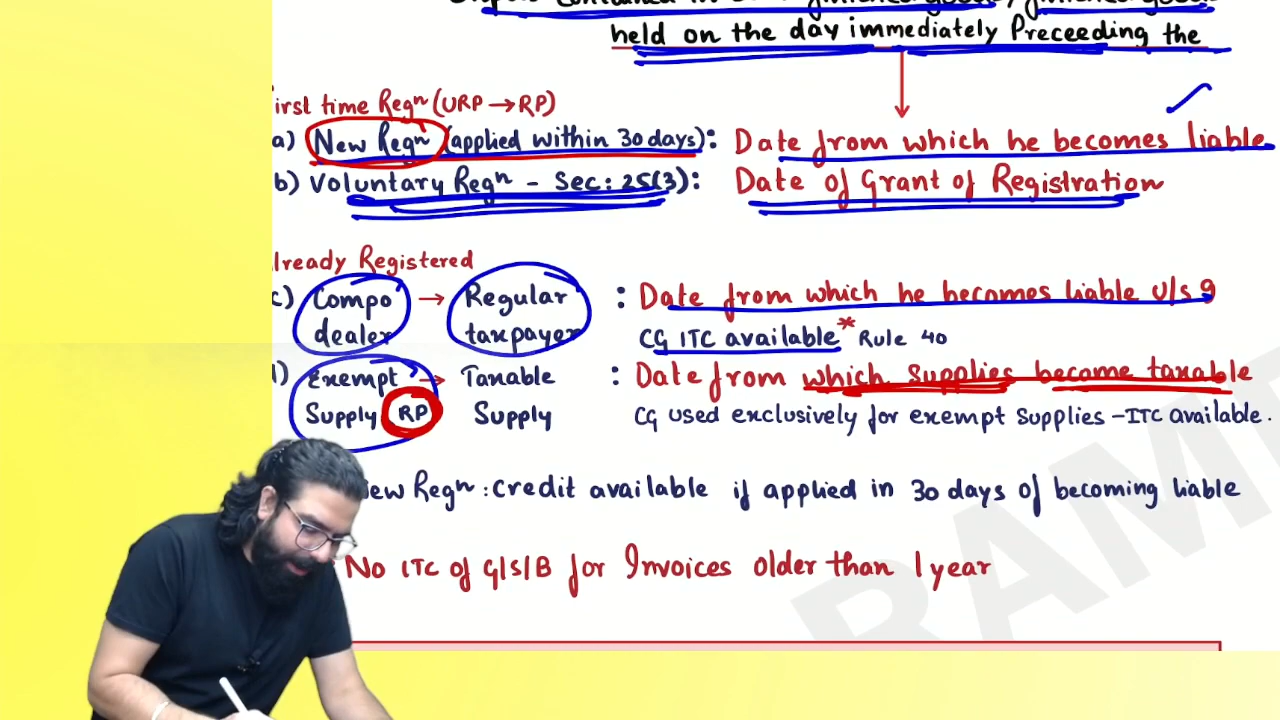 held on the day immediately Preceeding the
irst time Regn (URP → RP)
a) New Regn (applied within 30 days): Date from which he becomes liable
b) Voluntary Regn - Sec: 25(3): Date of Grant of Registration
lready Registered
c) Compo dealer → Regular taxpayer : Date from which he becomes liable U/s 9
CG ITC available* Rule 40
) Exempt Supply RP → Taxable Supply : Date from which supplies become taxable
CG used exclusively for exempt supplies - ITC available.
New Regn : credit available if applied in 30 days of becoming liable
No ITC of G/S/B for Invoices older than 1 year